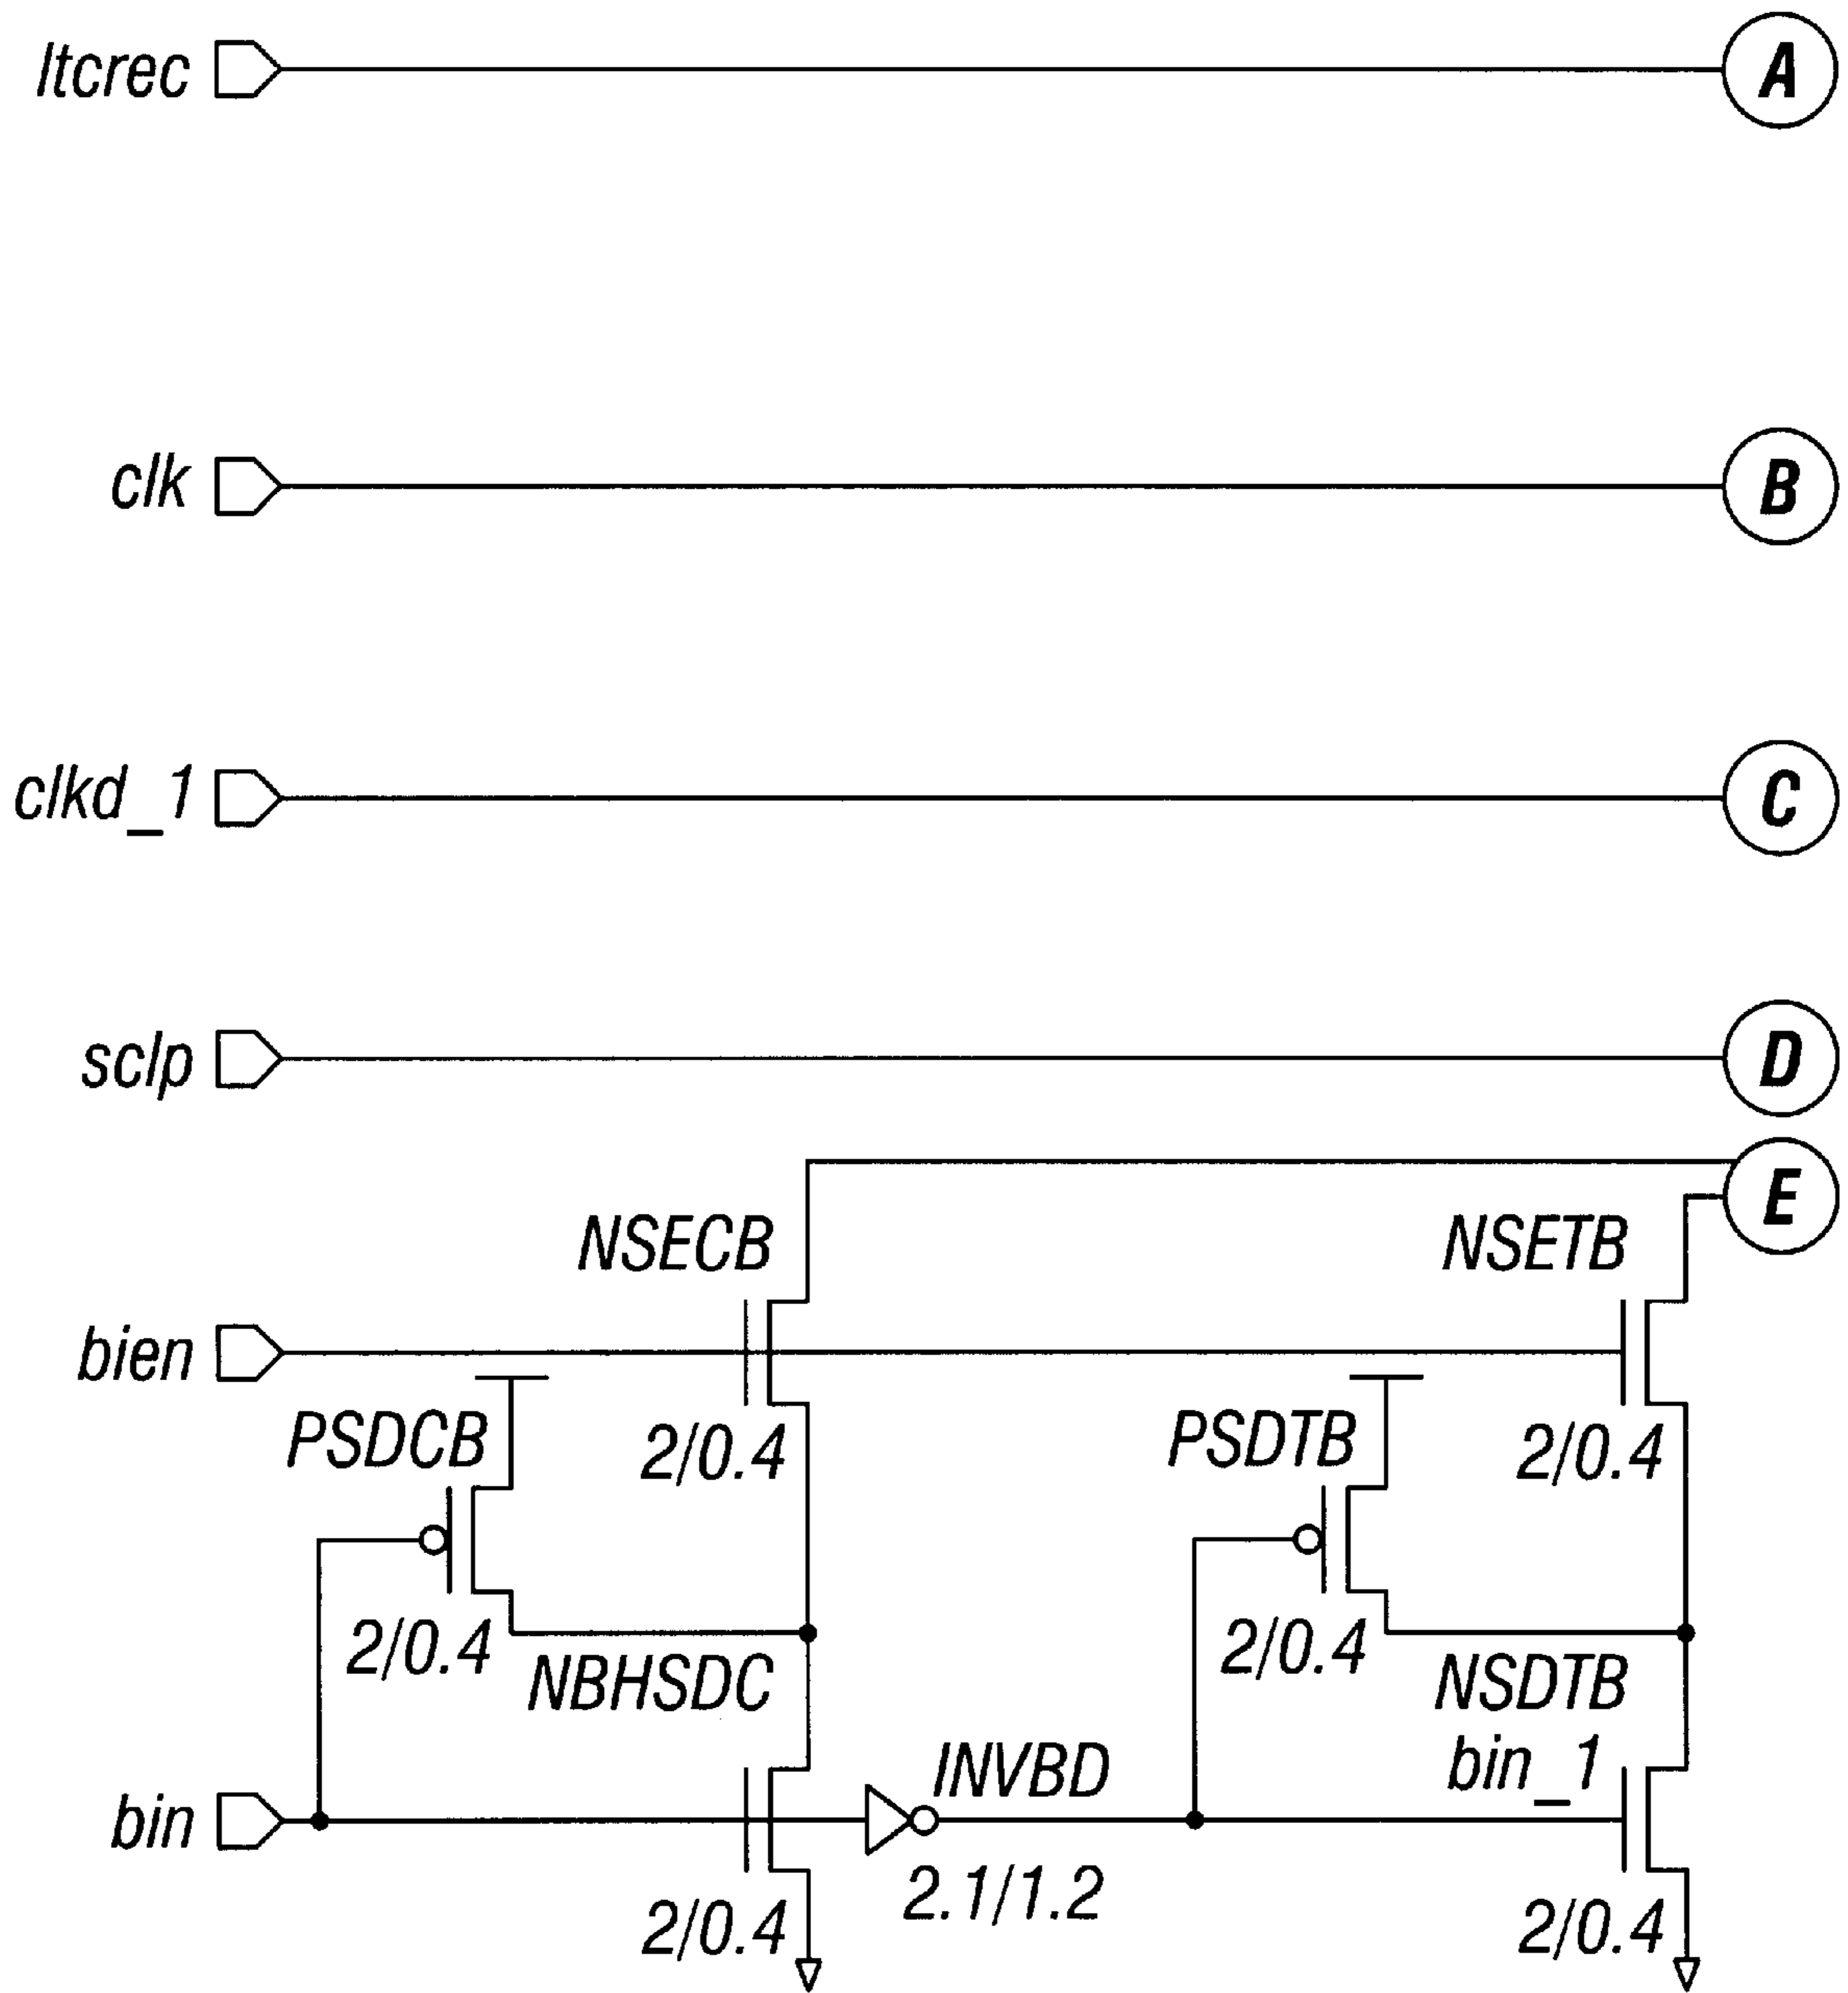 ltcrec
A
clk
B
clkd_1
C
sclp
D
E
NSECB
NSETB
bien
PSDCB
2/0.4
PSDTB
2/0.4
2/0.4
NBHSDC
2/0.4
NSDTB
bin_1
INVBD
bin
2.1/1.2
2/0.4
2/0.4